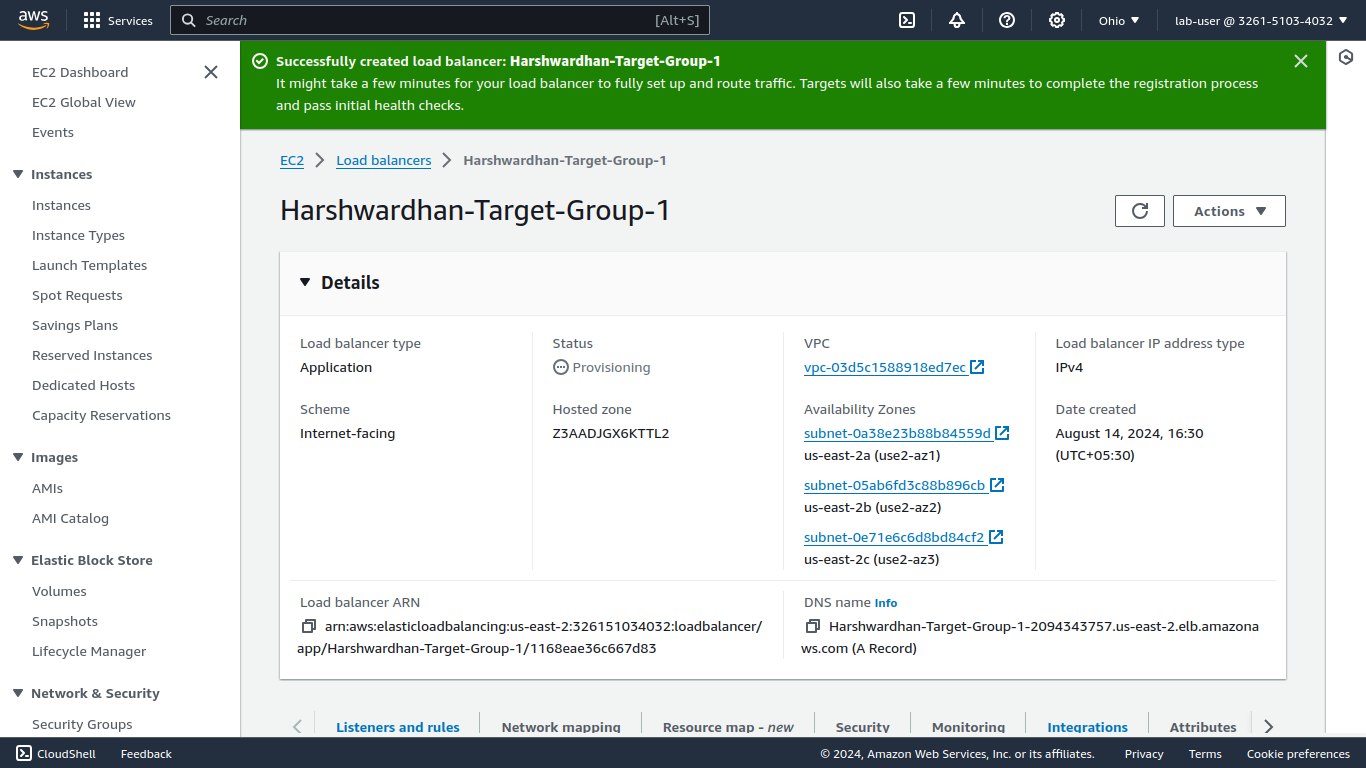 aws Services Search [Alt+S] Ohio lab-user @ 3261-5103-4032
EC2 Dashboard
EC2 Global View
Events
Instances
Instances
Instance Types
Launch Templates
Spot Requests
Savings Plans
Reserved Instances
Dedicated Hosts
Capacity Reservations
Images
AMIs
AMI Catalog
Elastic Block Store
Volumes
Snapshots
Lifecycle Manager
Network & Security
Security Groups
Successfully created load balancer: Harshwardhan-Target-Group-1
It might take a few minutes for your load balancer to fully set up and route traffic. Targets will also take a few minutes to complete the registration process
and pass initial health checks.
EC2 Load balancers Harshwardhan-Target-Group-1
Harshwardhan-Target-Group-1
Actions
Details
Load balancer type
Application
Scheme
Internet-facing
Status
Provisioning
Hosted zone
Z3AADJGX6KTTL2
VPC
vpc-03d5c1588918ed7ec
Availability Zones
subnet-0a38e23b88b84559d
us-east-2a (use2-az1)
subnet-05ab6fd3c88b896cb
us-east-2b (use2-az2)
subnet-0e71e6c6d8bd84cf2
us-east-2c (use2-az3)
Load balancer IP address type
IPv4
Date created
August 14, 2024, 16:30
(UTC+05:30)
Load balancer ARN
arn:aws:elasticloadbalancing:us-east-2:326151034032:loadbalancer/
app/Harshwardhan-Target-Group-1/1168eae36c667d83
DNS name Info
Harshwardhan-Target-Group-1-2094343757.us-east-2.elb.amazona
ws.com (A Record)
Listeners and rules Network mapping Resource map - new Security Monitoring Integrations Attributes
CloudShell Feedback © 2024, Amazon Web Services, Inc. or its affiliates. Privacy Terms Cookie preferences